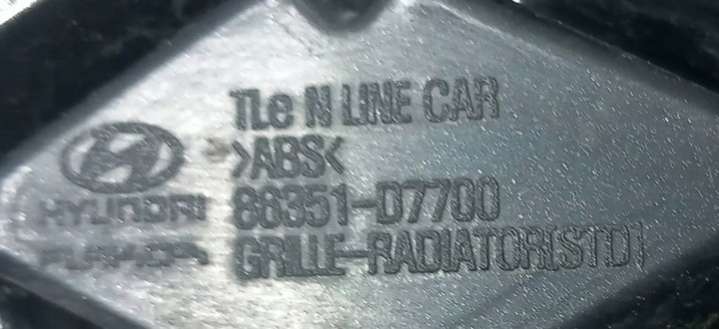 TLe N LINE CAR
>ABS<
HYUNDAI 86351-D7700
GRILLE-RADIATOR[STD]